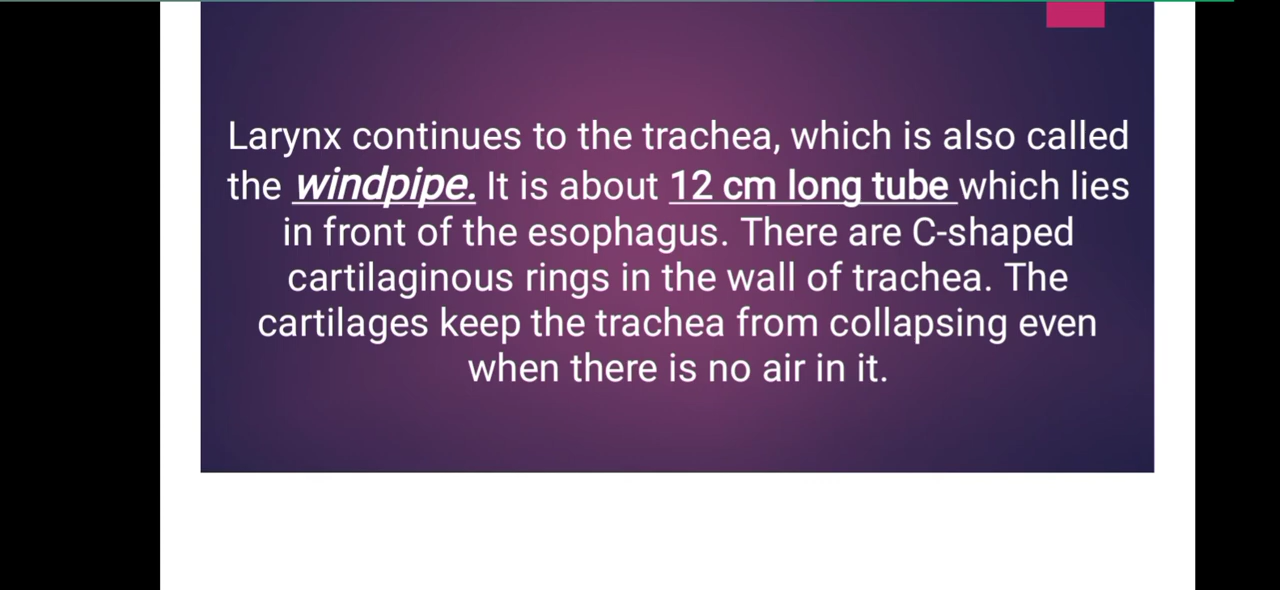 Larynx continues to the trachea, which is also called
the windpipe. It is about 12 cm long tube which lies
in front of the esophagus. There are C-shaped
cartilaginous rings in the wall of trachea. The
cartilages keep the trachea from collapsing even
when there is no air in it.